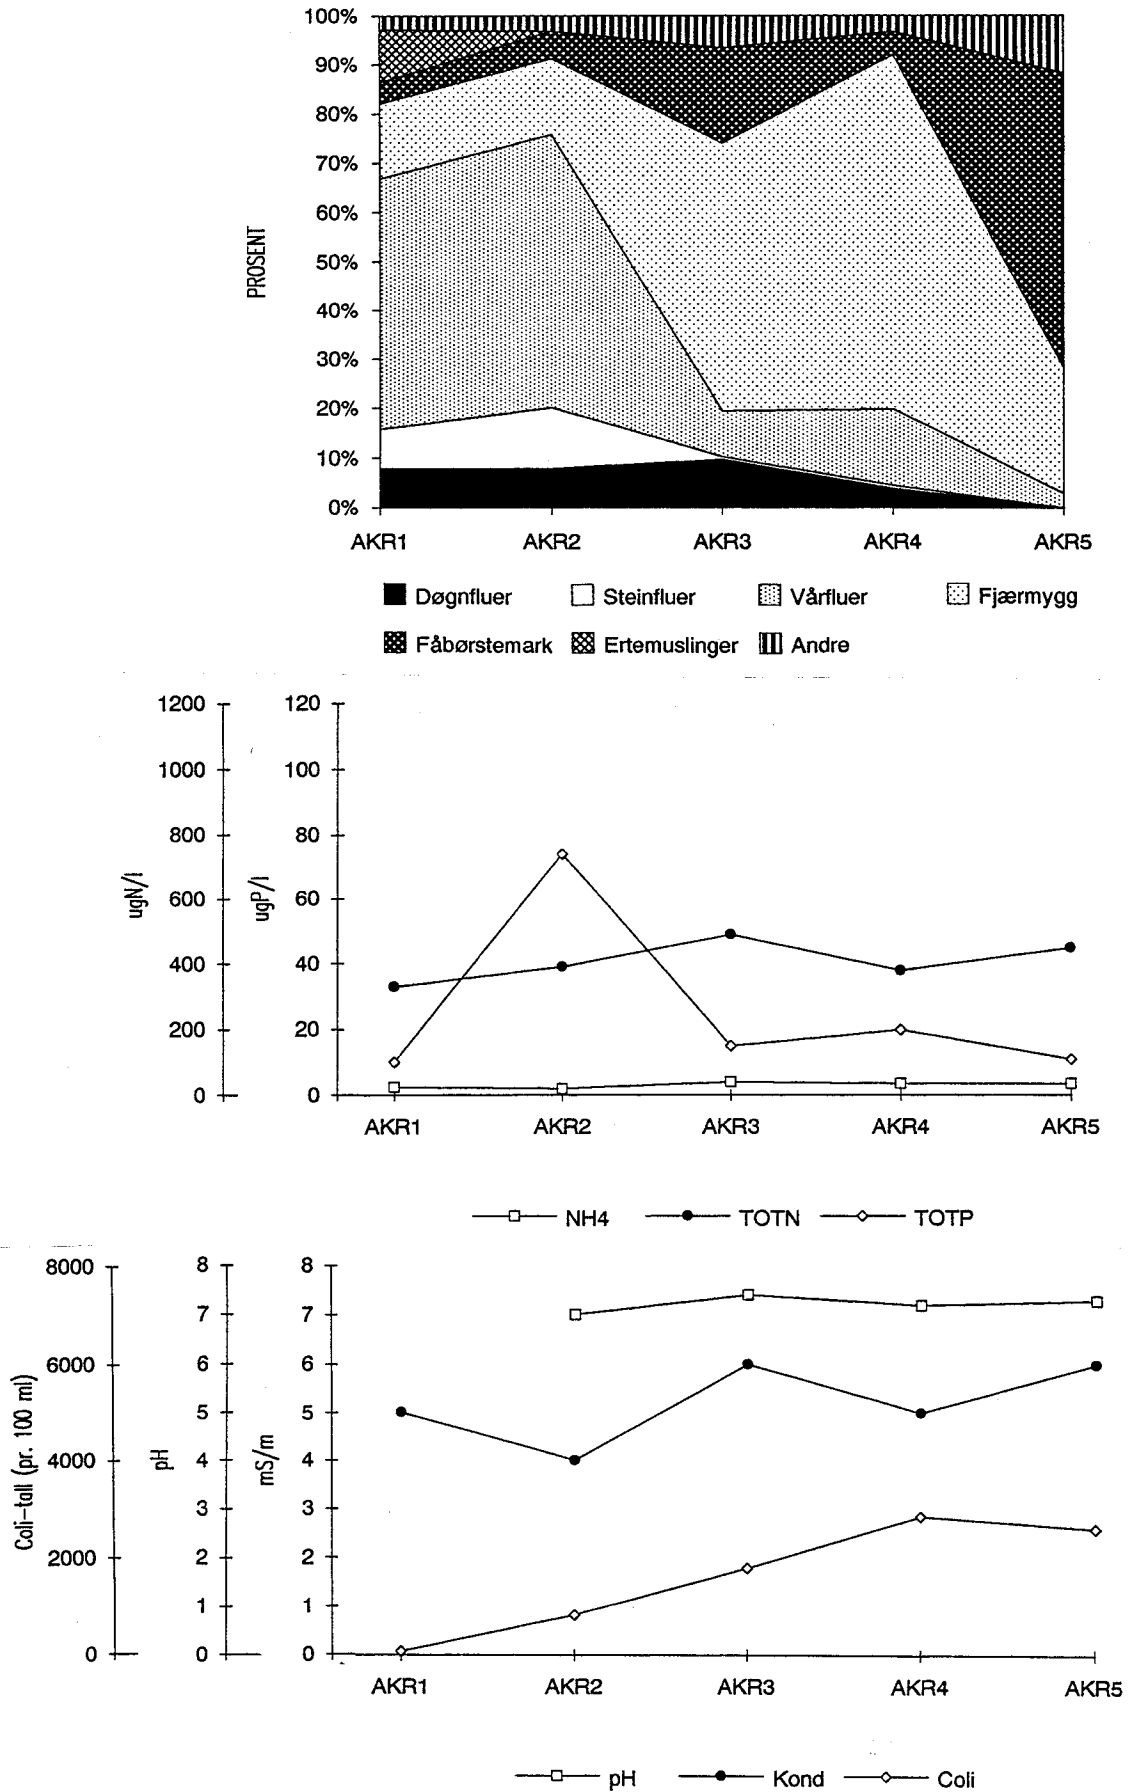 100%
90%
80%
70%
60%
50%
40%
30%
20%
10%
0%
PROSENT
AKR1 AKR2 AKR3 AKR4 AKR5
Døgnfluer Steinfluer Vårfluer Fjærmygg
Fåbørstemark Ertemuslinger Andre
1200 120
1000 100
800 80
600 60
400 40
200 20
0 0
ugN/l ugP/l
AKR1 AKR2 AKR3 AKR4 AKR5
NH4 TOTN TOTP
8000 8 8
7 7
6000 6 6
5 5
4000 4 4
3 3
2000 2 2
1 1
0 0 0
Coli-tall (pr. 100 ml) pH mS/m
AKR1 AKR2 AKR3 AKR4 AKR5
pH Kond Coli